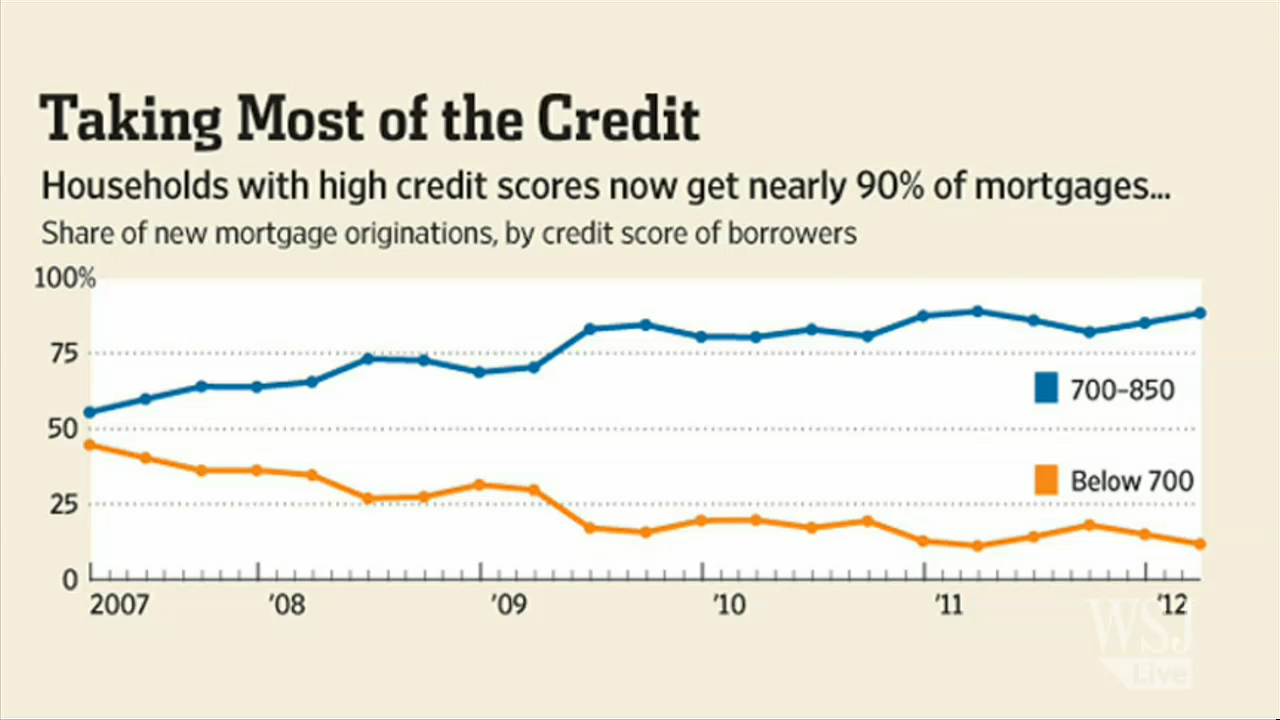 Taking Most of the Credit
Households with high credit scores now get nearly 90% of mortgages...
Share of new mortgage originations, by credit score of borrowers
100%
75
700–850
50
Below 700
25
0
2007 ’08 ’09 ’10 ’11 ’12
WSJ
Live